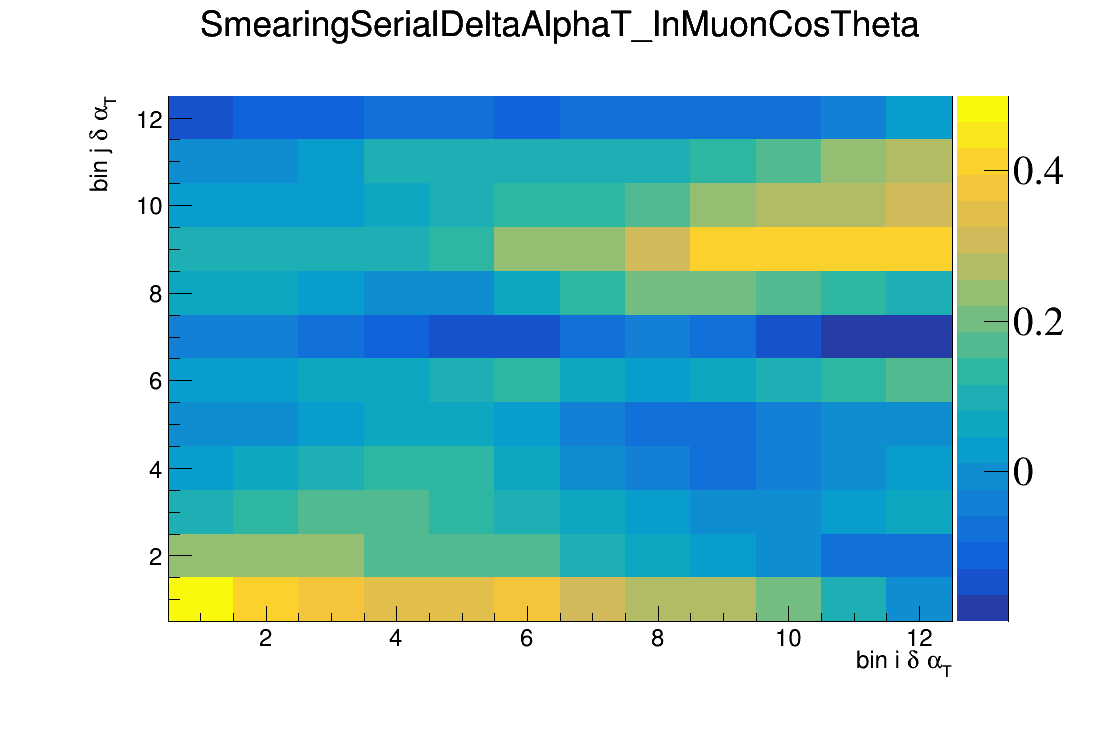 SmearingSerialDeltaAlphaT_InMuonCosTheta
bin j δ α_T
12
10
8
6
4
2
2 4 6 8 10 12
bin i δ α_T
0.4
0.2
0